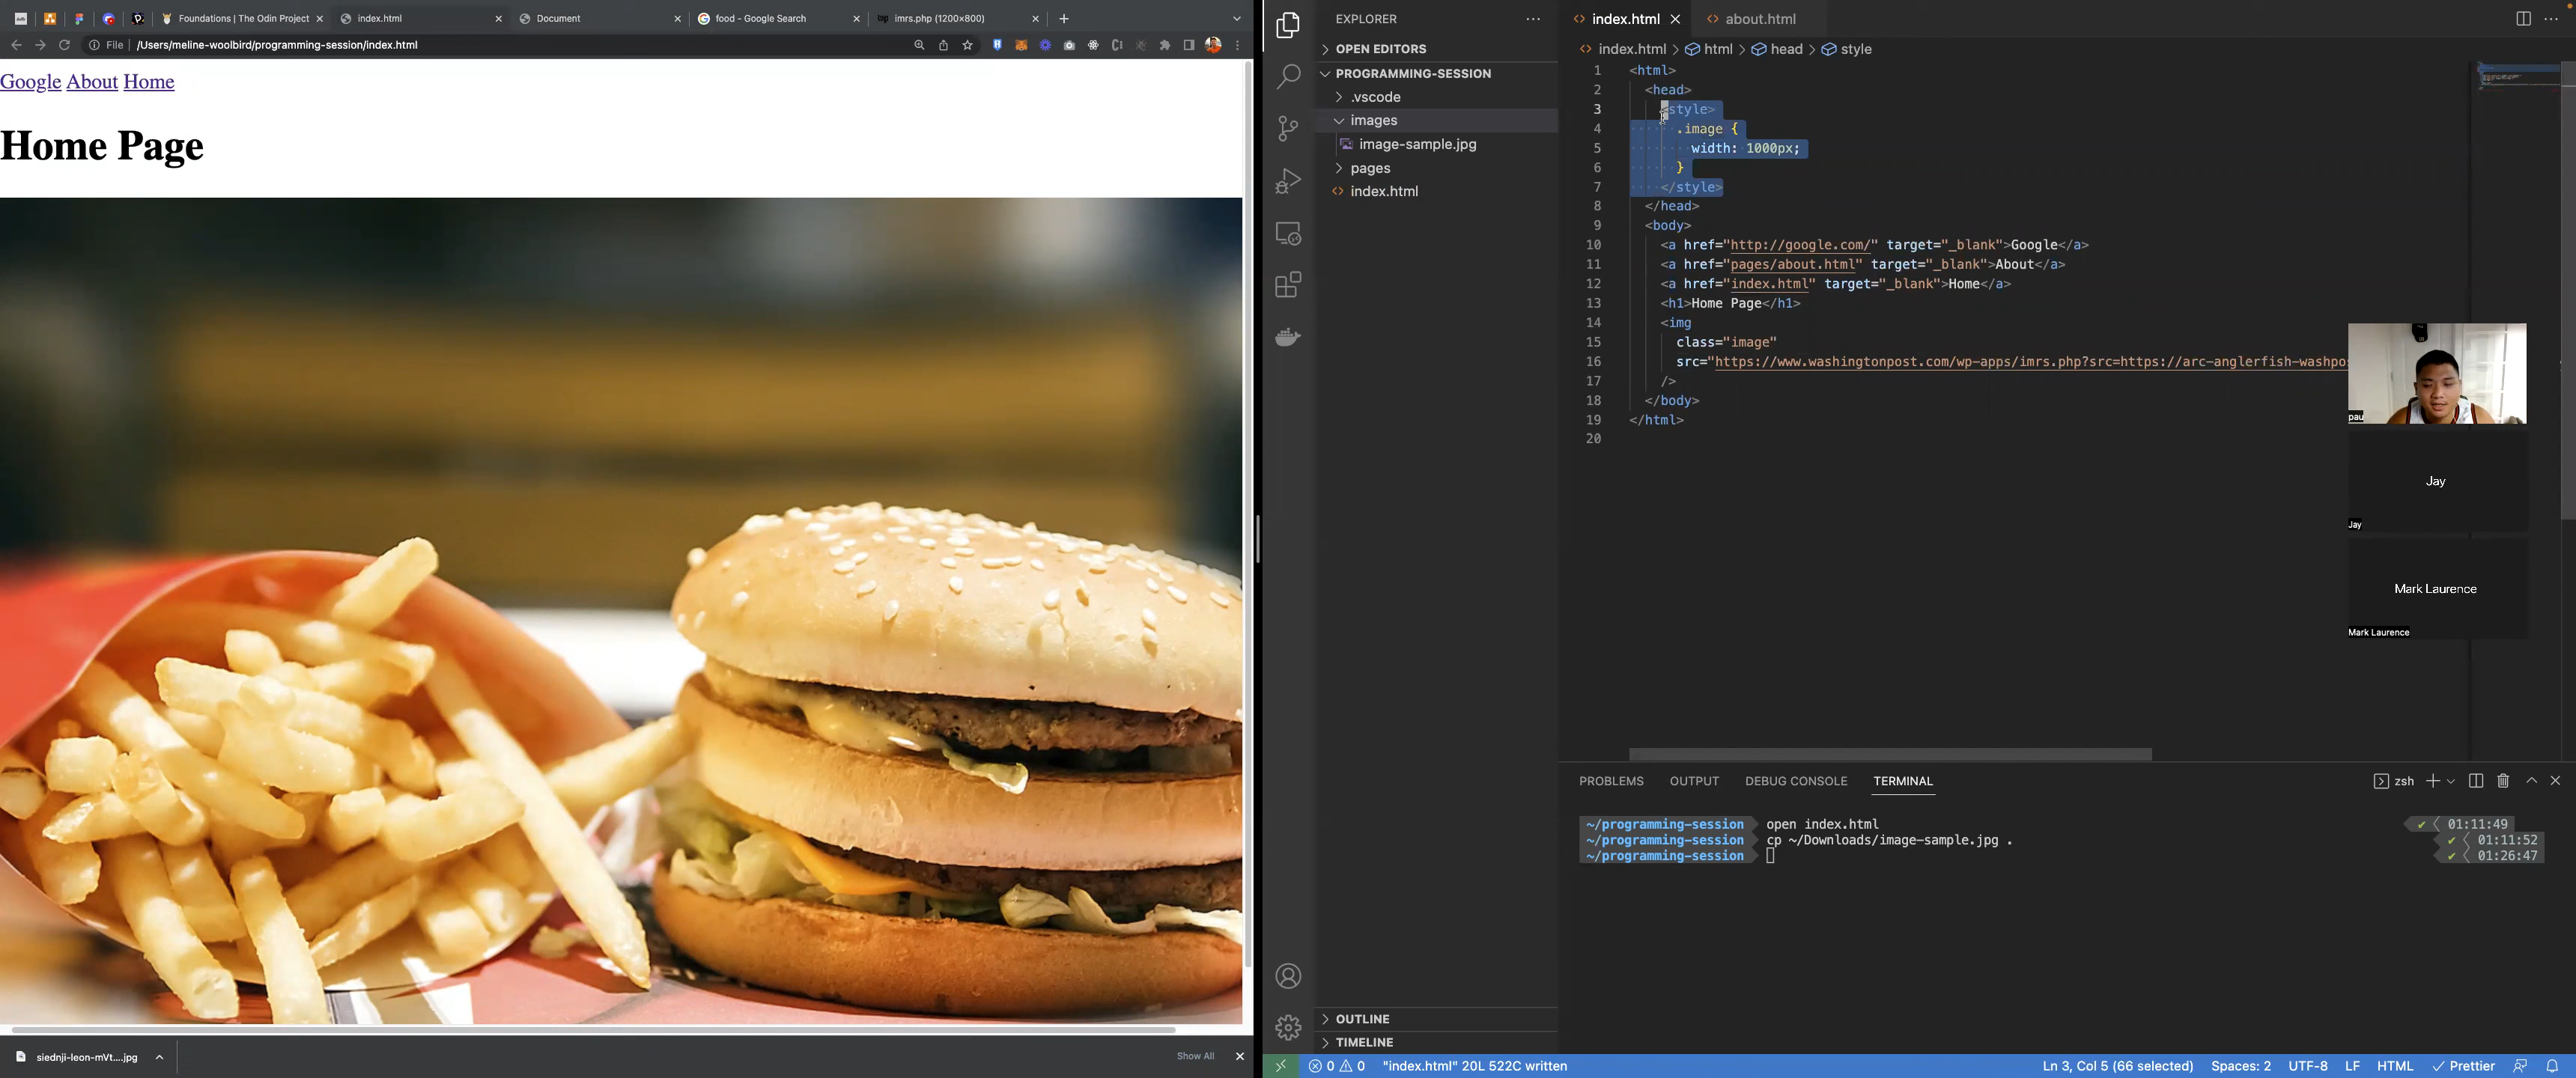 Foundations | The Odin Project
index.html
Document
food - Google Search
imrs.php (1200×800)
File | /Users/meline-woolbird/programming-session/index.html
Google About Home
Home Page
siednji-leon-mVt....jpg
Show All
EXPLORER
OPEN EDITORS
PROGRAMMING-SESSION
.vscode
images
image-sample.jpg
pages
index.html
OUTLINE
TIMELINE
index.html
about.html
index.html > html > head > style
1 <html>
2 <head>
3 <style>
4 .image {
5 width: 1000px;
6 }
7 </style>
8 </head>
9 <body>
10 <a href="http://google.com/" target="_blank">Google</a>
11 <a href="pages/about.html" target="_blank">About</a>
12 <a href="index.html" target="_blank">Home</a>
13 <h1>Home Page</h1>
14 <img
15 class="image"
16 src="https://www.washingtonpost.com/wp-apps/imrs.php?src=https://arc-anglerfish-washpos
17 />
18 </body>
19 </html>
20
pau
Jay
Jay
Mark Laurence
Mark Laurence
PROBLEMS OUTPUT DEBUG CONSOLE TERMINAL
zsh
~/programming-session open index.html 01:11:49
~/programming-session cp ~/Downloads/image-sample.jpg . 01:11:52
~/programming-session 01:26:47
0 0 "index.html" 20L 522C written
Ln 3, Col 5 (66 selected) Spaces: 2 UTF-8 LF HTML Prettier